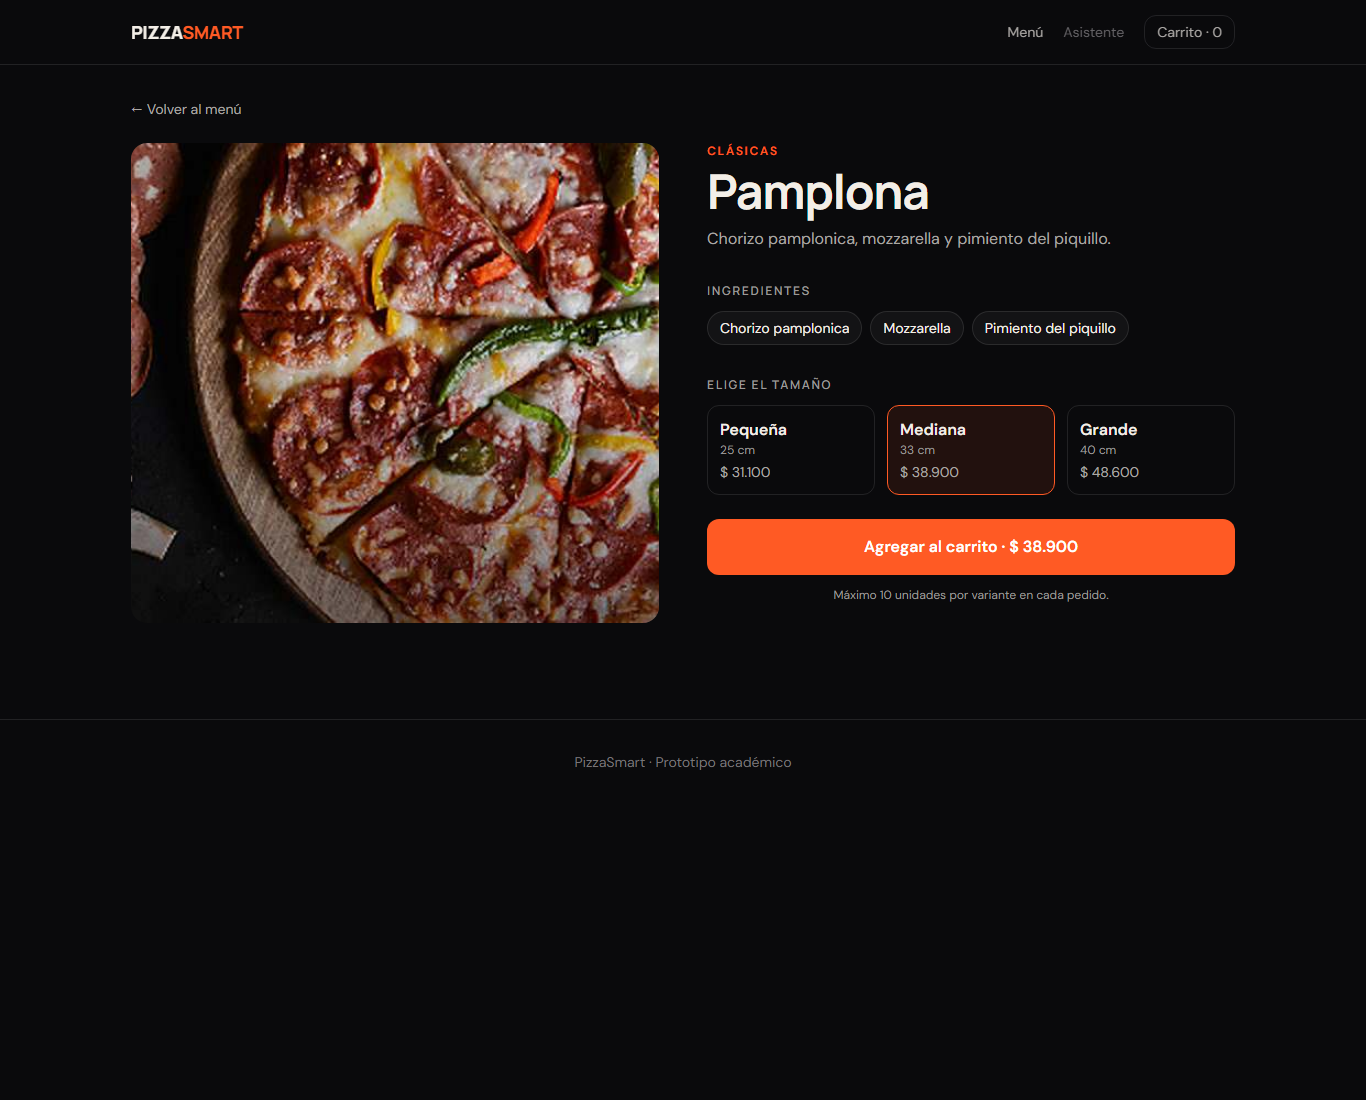 PIZZASMART
Menú
Asistente
Carrito · 0
← Volver al menú
CLÁSICAS
Pamplona
Chorizo pamplonica, mozzarella y pimiento del piquillo.
INGREDIENTES
Chorizo pamplonica
Mozzarella
Pimiento del piquillo
ELIGE EL TAMAÑO
Pequeña
25 cm
$ 31.100
Mediana
33 cm
$ 38.900
Grande
40 cm
$ 48.600
Agregar al carrito · $ 38.900
Máximo 10 unidades por variante en cada pedido.
PizzaSmart · Prototipo académico